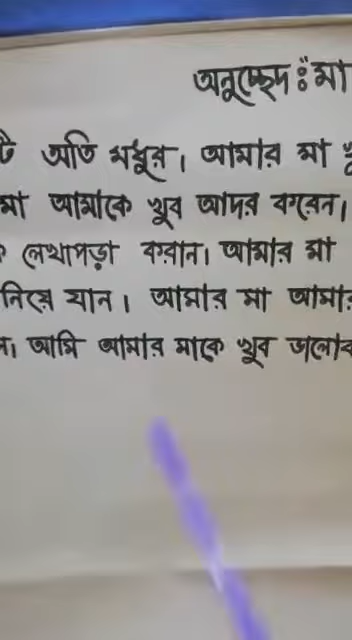 অনুচ্ছেদ : "মা
টি অতি মধুর। আমার মা
মা আমাকে খুব আদর করেন।
লেখাপড়া করান। আমার মা
নিয়ে যান। আমার মা আমার
আমি আমার মাকে খুব